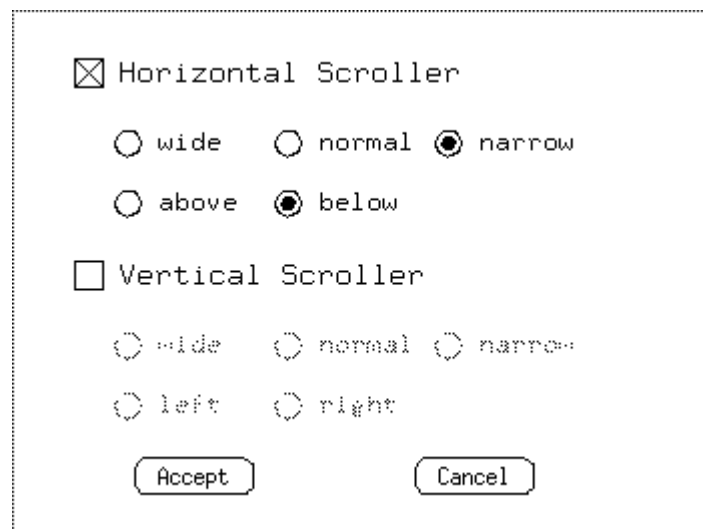 Horizontal Scroller
wide normal narrow
above below
Vertical Scroller
wide normal narrow
left right
Accept Cancel